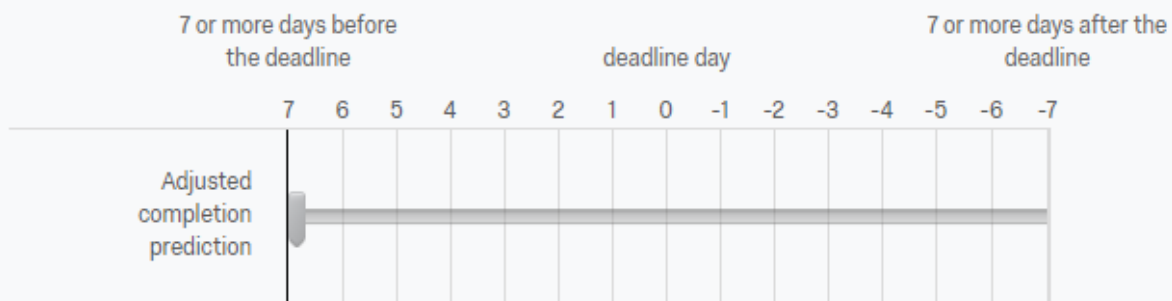 7 or more days before
the deadline
deadline day
7 or more days after the
deadline
7 6 5 4 3 2 1 0 -1 -2 -3 -4 -5 -6 -7
Adjusted
completion
prediction